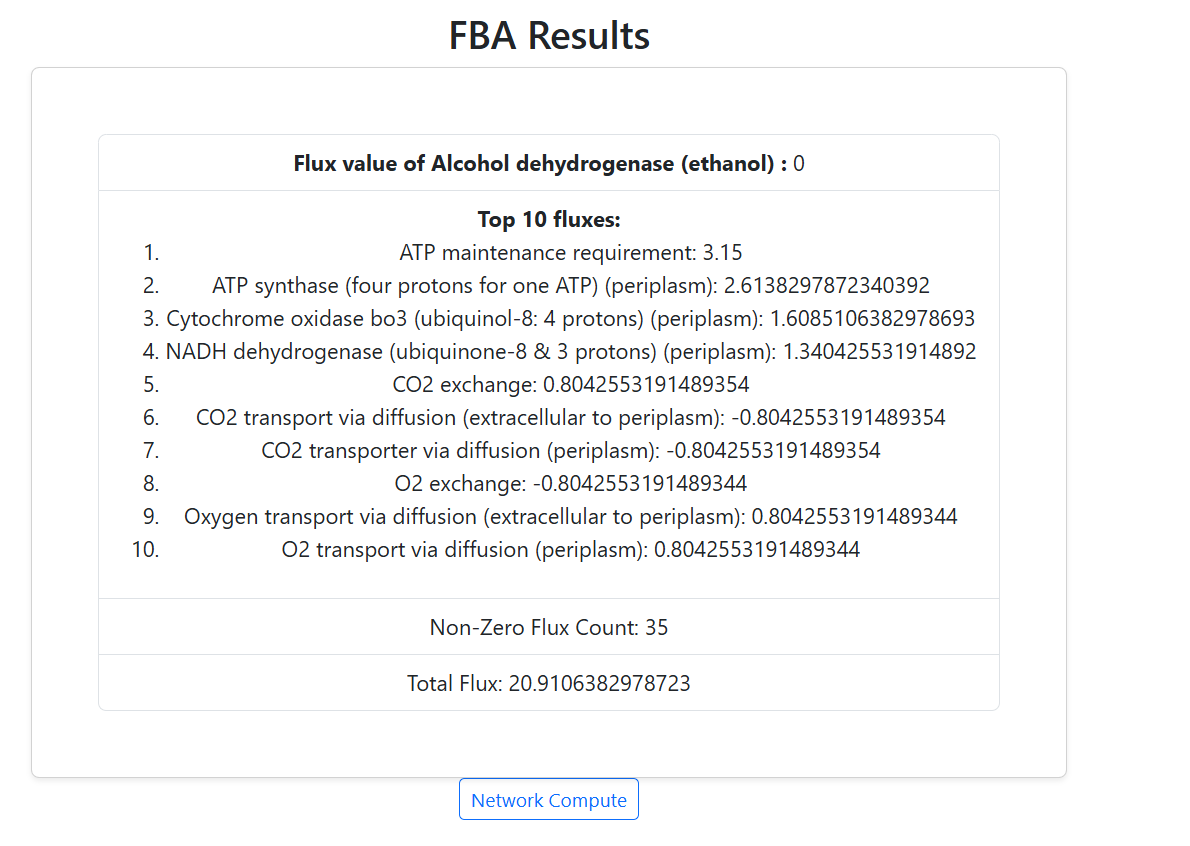 FBA Results
Flux value of Alcohol dehydrogenase (ethanol) : 0
Top 10 fluxes:
1. ATP maintenance requirement: 3.15
2. ATP synthase (four protons for one ATP) (periplasm): 2.6138297872340392
3. Cytochrome oxidase bo3 (ubiquinol-8: 4 protons) (periplasm): 1.6085106382978693
4. NADH dehydrogenase (ubiquinone-8 & 3 protons) (periplasm): 1.340425531914892
5. CO2 exchange: 0.8042553191489354
6. CO2 transport via diffusion (extracellular to periplasm): -0.8042553191489354
7. CO2 transporter via diffusion (periplasm): -0.8042553191489354
8. O2 exchange: -0.8042553191489344
9. Oxygen transport via diffusion (extracellular to periplasm): 0.8042553191489344
10. O2 transport via diffusion (periplasm): 0.8042553191489344
Non-Zero Flux Count: 35
Total Flux: 20.9106382978723
Network Compute